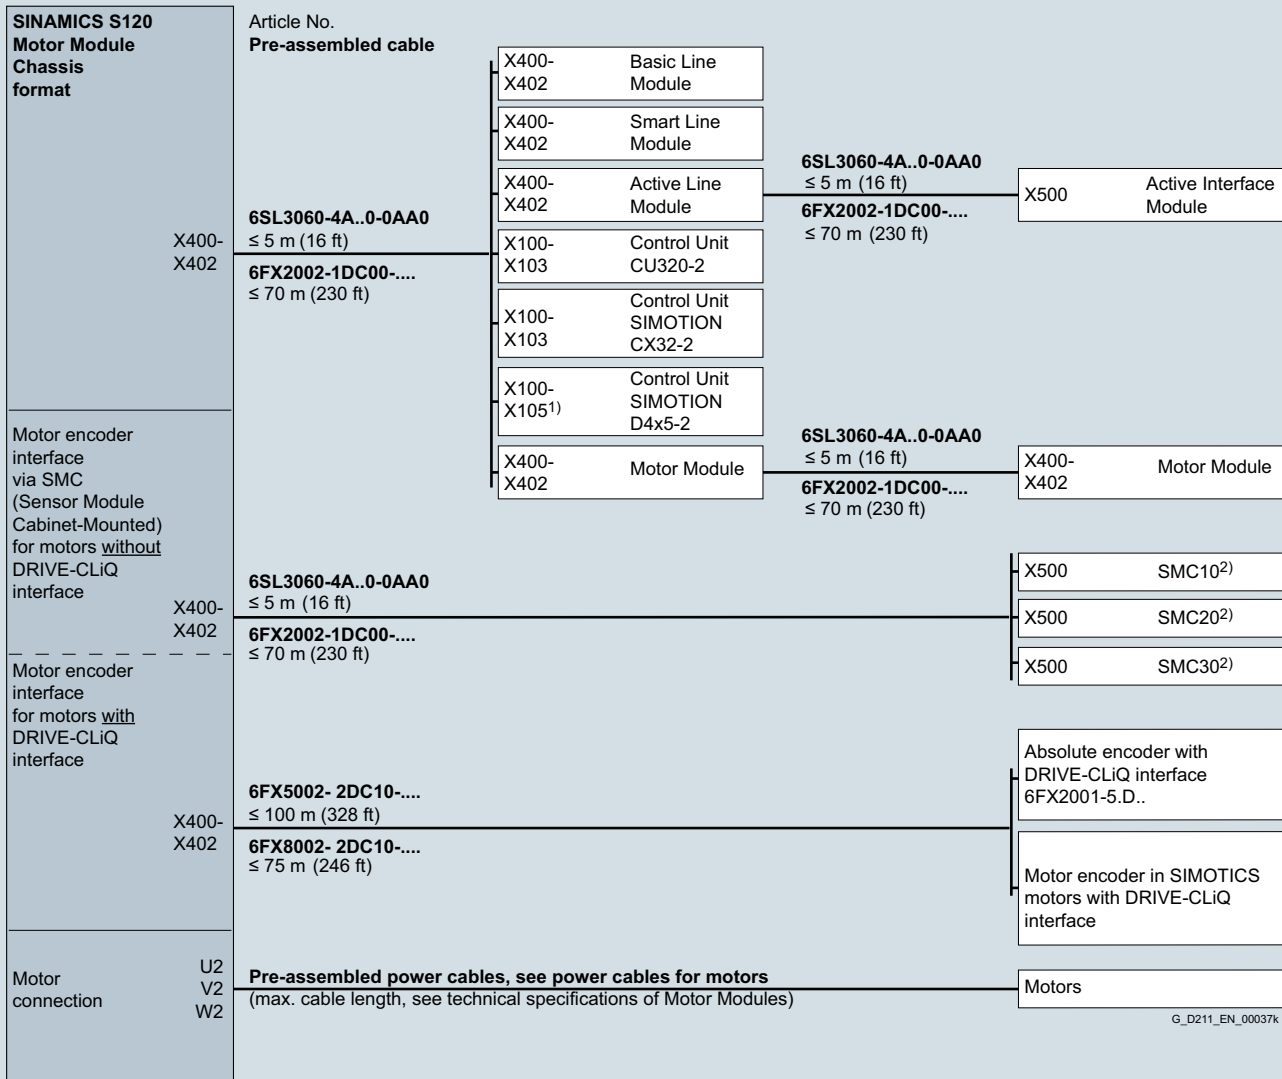 SINAMICS S120
Motor Module
Chassis
format
Article No.
Pre-assembled cable
X400-
X402
6SL3060-4A..0-0AA0
≤ 5 m (16 ft)
6FX2002-1DC00-....
≤ 70 m (230 ft)
X400-
X402
Basic Line
Module
X400-
X402
Smart Line
Module
X400-
X402
Active Line
Module
6SL3060-4A..0-0AA0
≤ 5 m (16 ft)
6FX2002-1DC00-....
≤ 70 m (230 ft)
X500
Active Interface
Module
X100-
X103
Control Unit
CU320-2
X100-
X103
Control Unit
SIMOTION
CX32-2
X100-
X105¹⁾
Control Unit
SIMOTION
D4x5-2
X400-
X402
Motor Module
6SL3060-4A..0-0AA0
≤ 5 m (16 ft)
6FX2002-1DC00-....
≤ 70 m (230 ft)
X400-
X402
Motor Module
Motor encoder
interface
via SMC
(Sensor Module
Cabinet-Mounted)
for motors without
DRIVE-CLiQ
interface
X400-
X402
6SL3060-4A..0-0AA0
≤ 5 m (16 ft)
6FX2002-1DC00-....
≤ 70 m (230 ft)
X500 SMC10²⁾
X500 SMC20²⁾
X500 SMC30²⁾
Motor encoder
interface
for motors with
DRIVE-CLiQ
interface
X400-
X402
6FX5002- 2DC10-....
≤ 100 m (328 ft)
6FX8002- 2DC10-....
≤ 75 m (246 ft)
Absolute encoder with
DRIVE-CLiQ interface
6FX2001-5.D..
Motor encoder in SIMOTICS
motors with DRIVE-CLiQ
interface
Motor
connection
U2
V2
W2
Pre-assembled power cables, see power cables for motors
(max. cable length, see technical specifications of Motor Modules)
Motors
G_D211_EN_00037k